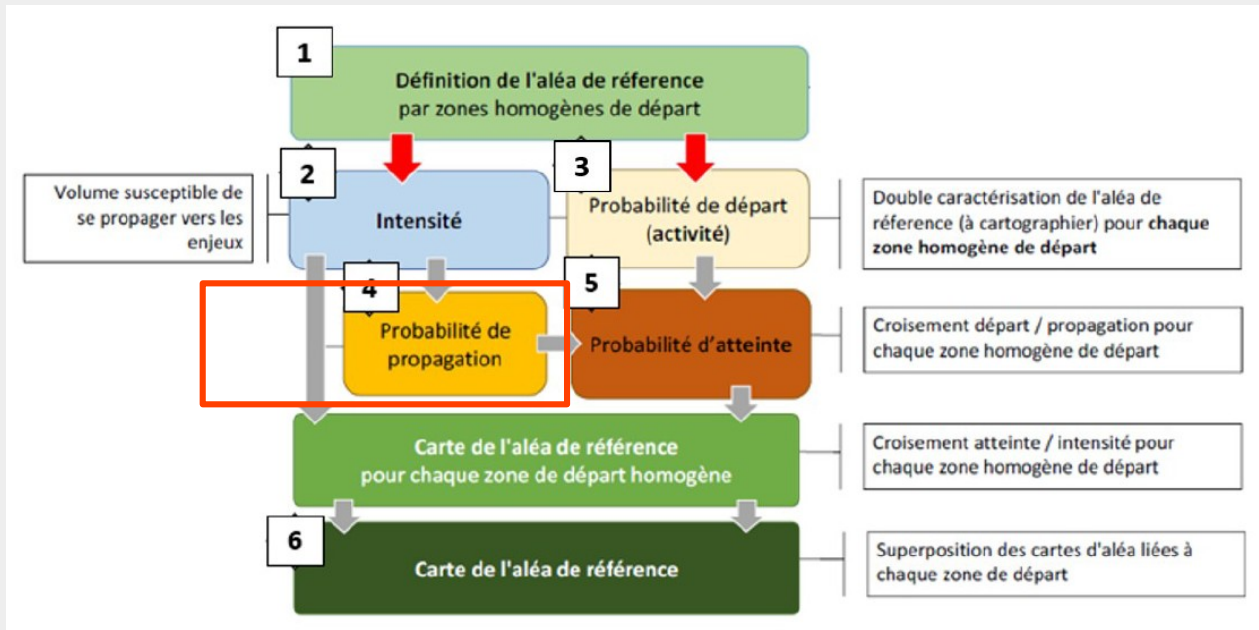 1
Définition de l'aléa de réference
par zones homogènes de départ
2
3
Volume susceptible de
se propager vers les
enjeux
Intensité
Probabilité de départ
(activité)
Double caractérisation de l'aléa de
réference (à cartographier) pour chaque
zone homogène de départ
4
5
Probabilité de
propagation
Probabilité d'atteinte
Croisement départ / propagation pour
chaque zone homogène de départ
Carte de l'aléa de référence
pour chaque zone de départ homogène
Croisement atteinte / intensité pour
chaque zone homogène de départ
6
Carte de l'aléa de référence
Superposition des cartes d'aléa liées à
chaque zone de départ